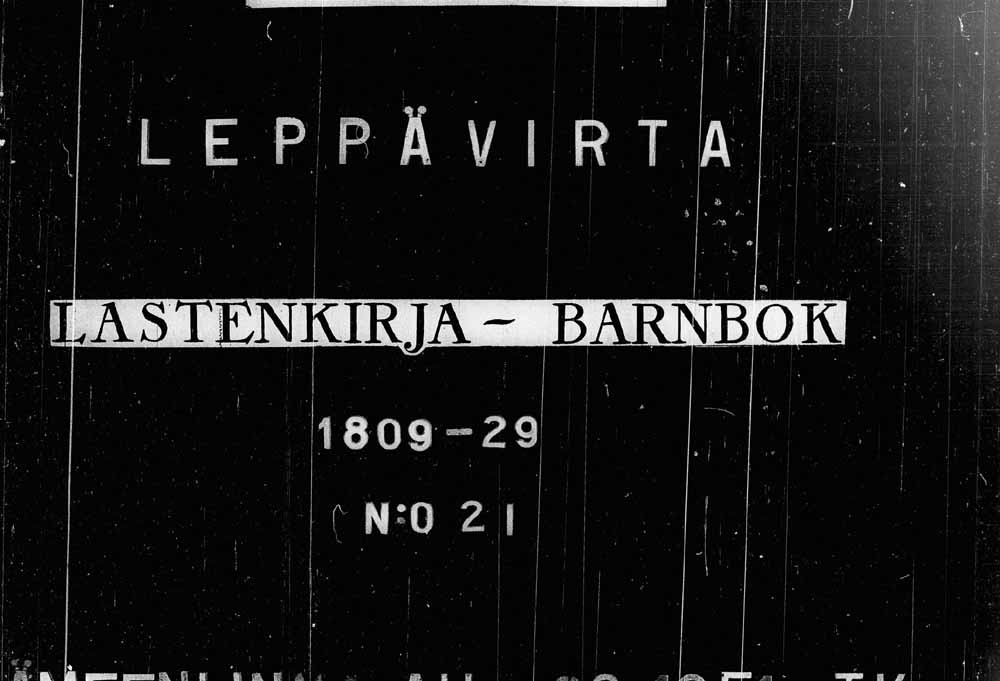 LEPPÄVIRTA
LASTENKIRJA - BARNBOK
1809-29
N:O 21